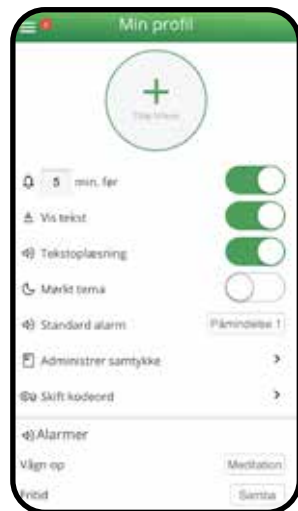 Min profil
5 min. før
Vis tekst
Tekstoplæsning
Mørkt tema
Standard alarm Påmindelse 1
Administrer samtykke
Skift kodeord
Alarmer
Vågn op Meditation
Fritid Samba